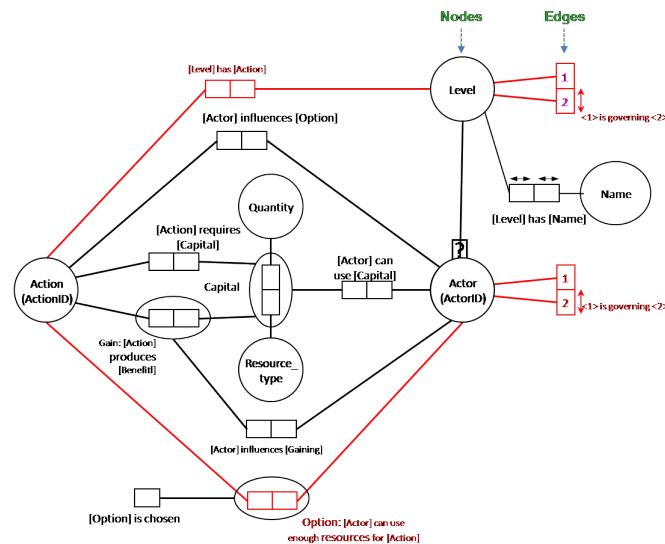 Nodes
Edges
[Level] has [Action]
Level
1
2
<1> is governing <2>
[Actor] influences [Option]
Name
[Level] has [Name]
Quantity
[Action] requires
[Capital]
[Actor] can
use [Capital]
?
Action
(ActionID)
Capital
Actor
(ActorID)
1
2
<1> is governing <2>
Gain: [Action]
produces
[Benefitl]
Resource_
type
[Actor] influences [Gaining]
[Option] is chosen
Option: [Actor] can use
enough resources for [Action]